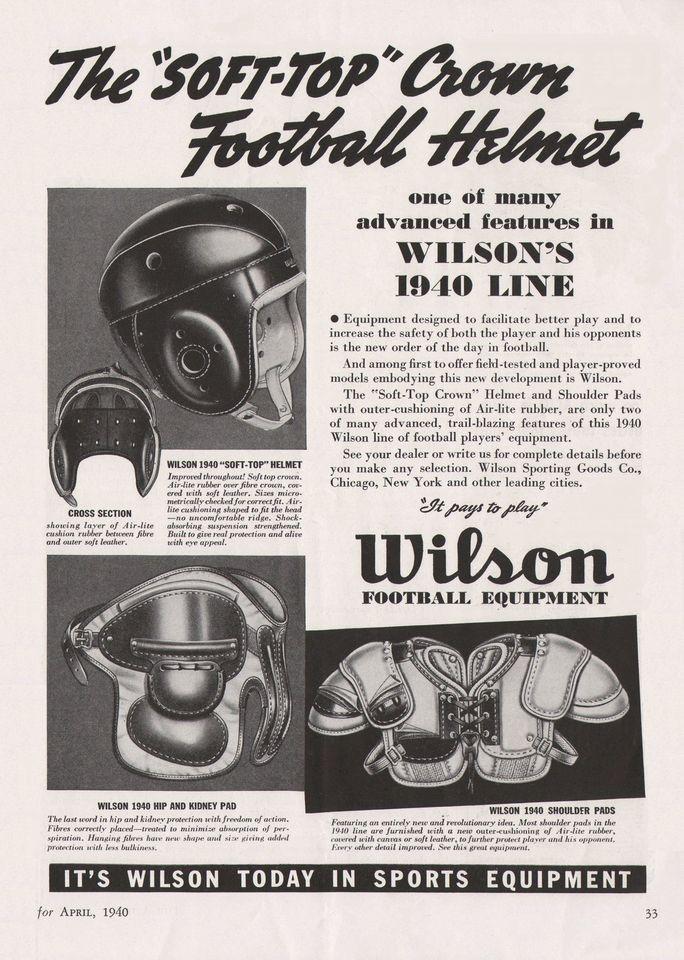 The "SOFT-TOP" Crown
Football Helmet
one of many
advanced features in
WILSON'S
1940 LINE
● Equipment designed to facilitate better play and to
increase the safety of both the player and his opponents
is the new order of the day in football.
And among first to offer field-tested and player-proved
models embodying this new development is Wilson.
The "Soft-Top Crown" Helmet and Shoulder Pads
with outer-cushioning of Air-lite rubber, are only two
of many advanced, trail-blazing features of this 1940
Wilson line of football players' equipment.
See your dealer or write us for complete details before
you make any selection. Wilson Sporting Goods Co.,
Chicago, New York and other leading cities.
"It pays to play"
Wilson
FOOTBALL EQUIPMENT
CROSS SECTION
showing layer of Air-lite
cushion rubber between fibre
and outer soft leather.
WILSON 1940 "SOFT-TOP" HELMET
Improved throughout! Soft top crown.
Air-lite rubber over fibre crown, cov-
ered with soft leather. Sizes micro-
metrically checked for correct fit. Air-
lite cushioning shaped to fit the head
—no uncomfortable ridge. Shock-
absorbing suspension strengthened.
Built to give real protection and alive
with eye appeal.
WILSON 1940 HIP AND KIDNEY PAD
The last word in hip and kidney protection with freedom of action.
Fibres correctly placed—treated to minimize absorption of per-
spiration. Hanging fibres have new shape and size giving added
protection with less bulkiness.
WILSON 1940 SHOULDER PADS
Featuring an entirely new and revolutionary idea. Most shoulder pads in the
1940 line are furnished with a new outer-cushioning of Air-lite rubber,
covered with canvas or soft leather, to further protect player and his opponent.
Every other detail improved. See this great equipment.
IT'S WILSON TODAY IN SPORTS EQUIPMENT
for APRIL, 1940
33